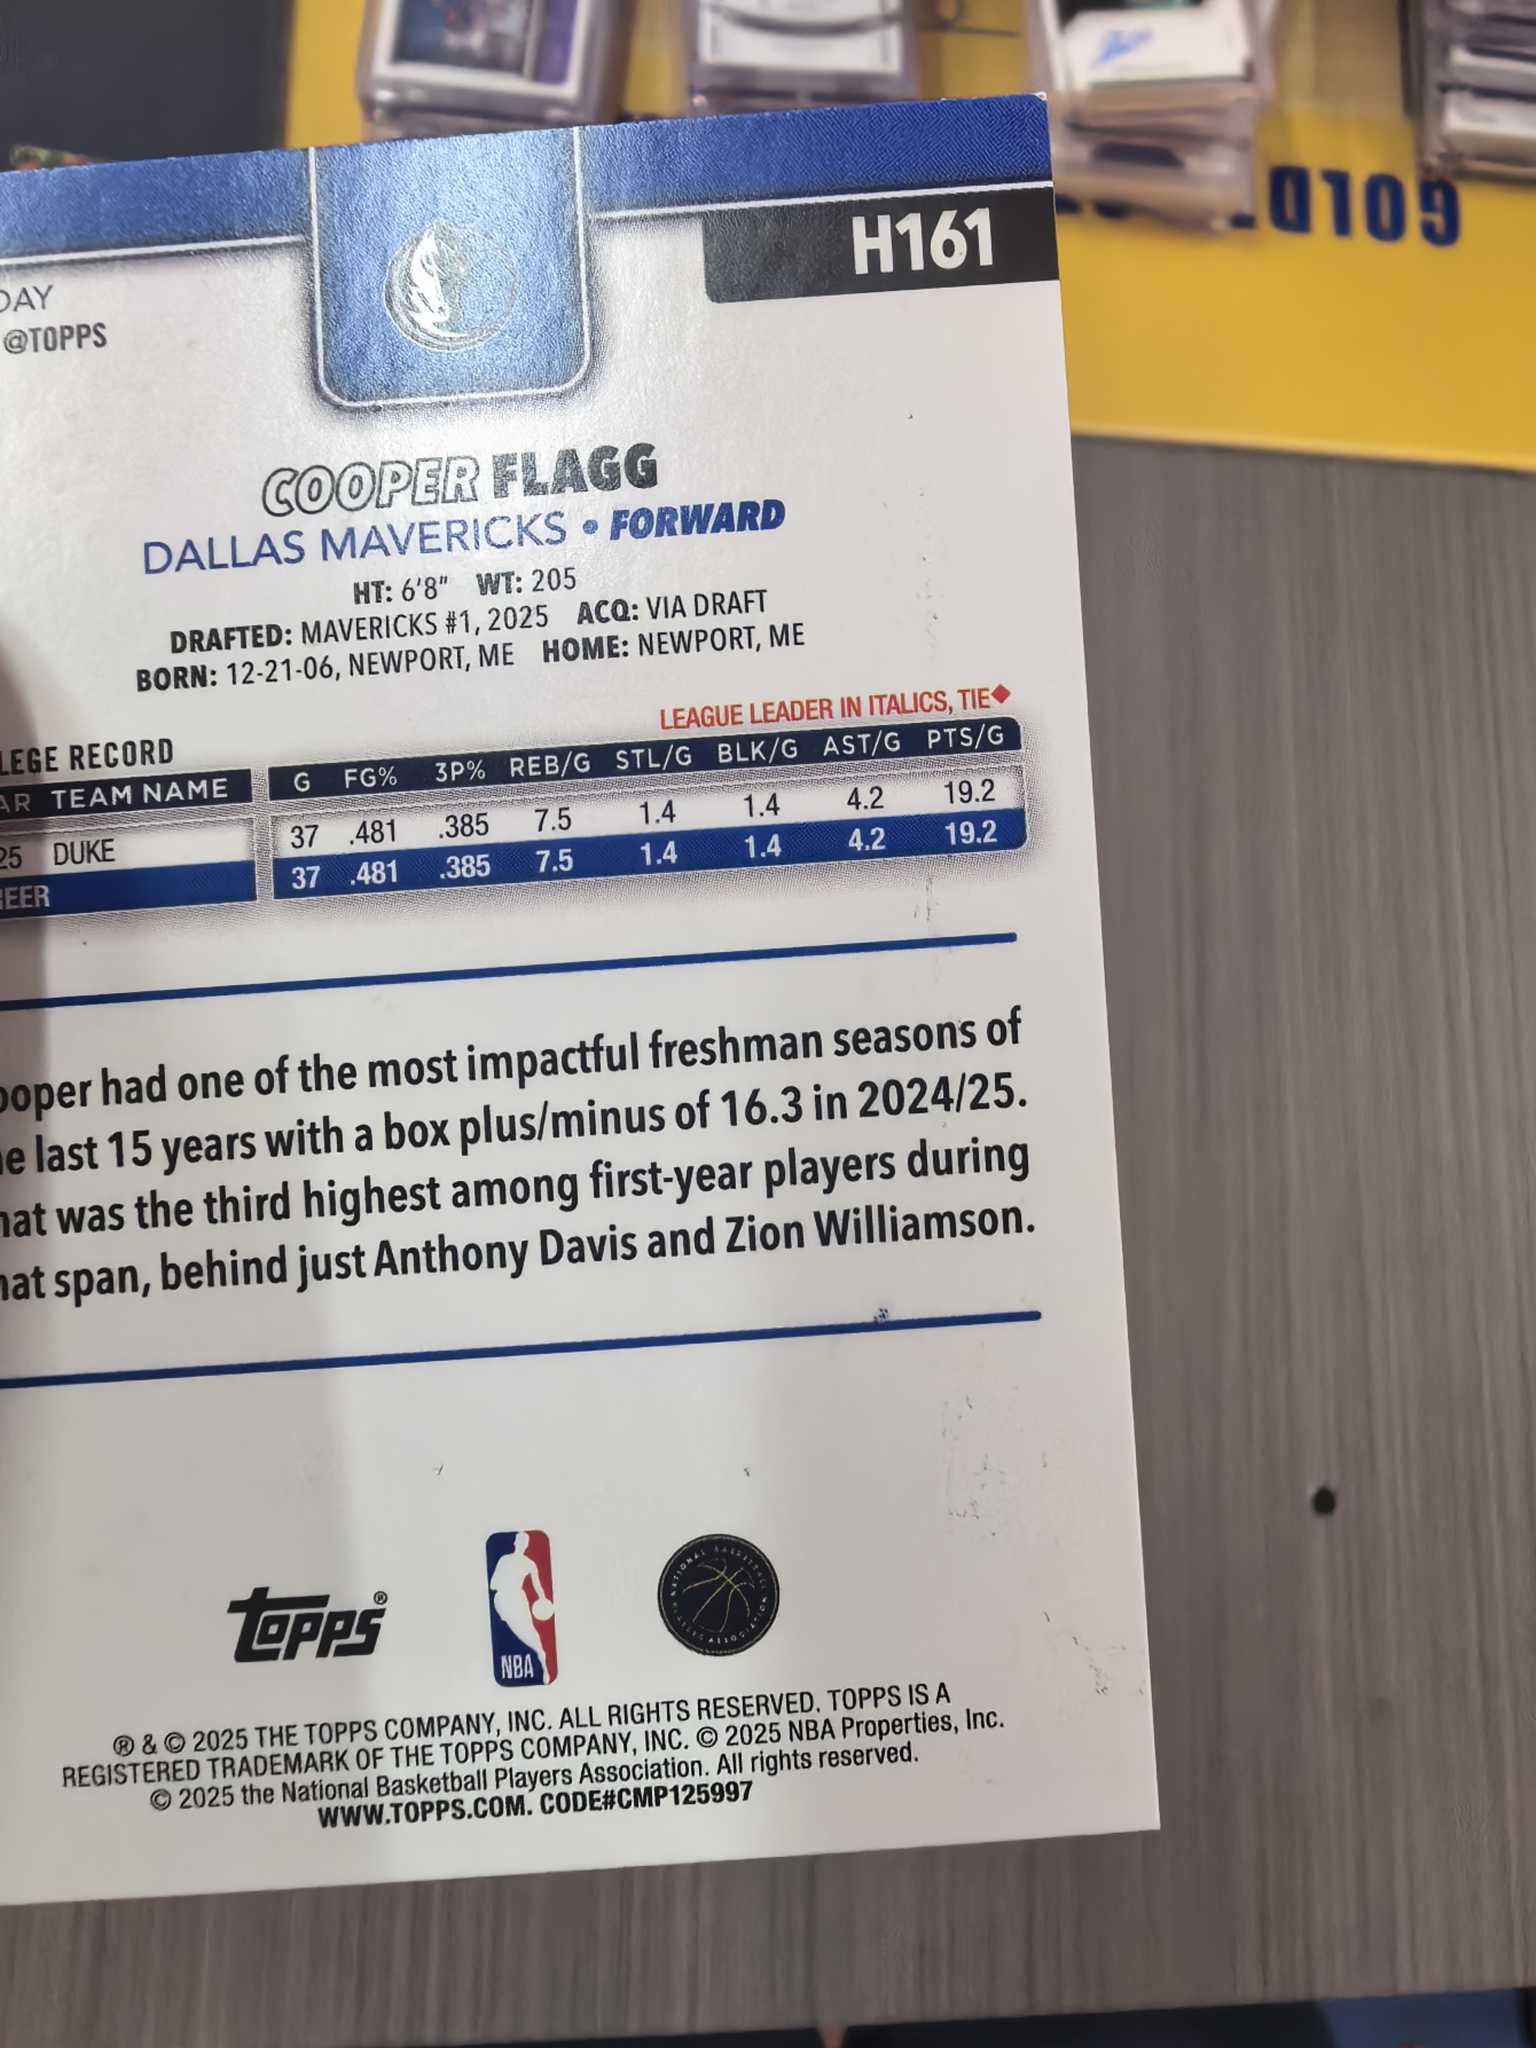 H161
GOLD
DAY
@TOPPS
COOPER FLAGG
DALLAS MAVERICKS • FORWARD
HT: 6'8" WT: 205
DRAFTED: MAVERICKS #1, 2025 ACQ: VIA DRAFT
BORN: 12-21-06, NEWPORT, ME HOME: NEWPORT, ME
LEAGUE LEADER IN ITALICS, TIE◆
LEGE RECORD
AR TEAM NAME G FG% 3P% REB/G STL/G BLK/G AST/G PTS/G
25 DUKE 37 .481 .385 7.5 1.4 1.4 4.2 19.2
REER 37 .481 .385 7.5 1.4 1.4 4.2 19.2
ooper had one of the most impactful freshman seasons of
he last 15 years with a box plus/minus of 16.3 in 2024/25.
hat was the third highest among first-year players during
hat span, behind just Anthony Davis and Zion Williamson.
topps®
NBA
NATIONAL BASKETBALL PLAYERS ASSOCIATION
® & © 2025 THE TOPPS COMPANY, INC. ALL RIGHTS RESERVED. TOPPS IS A
REGISTERED TRADEMARK OF THE TOPPS COMPANY, INC. © 2025 NBA Properties, Inc.
© 2025 the National Basketball Players Association. All rights reserved.
WWW.TOPPS.COM. CODE#CMP125997